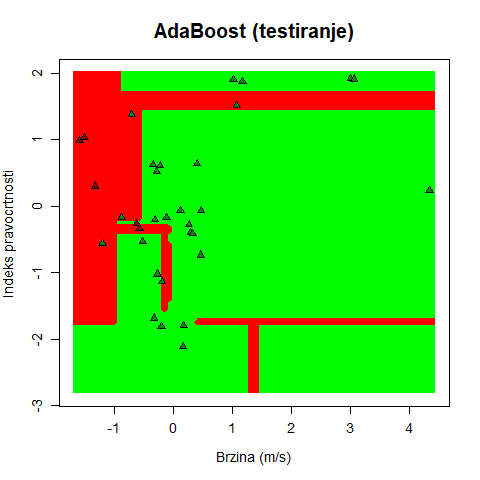 AdaBoost (testiranje)
2
1
0
-1
-2
-3
Indeks pravocrtnosti
-1 0 1 2 3 4
Brzina (m/s)